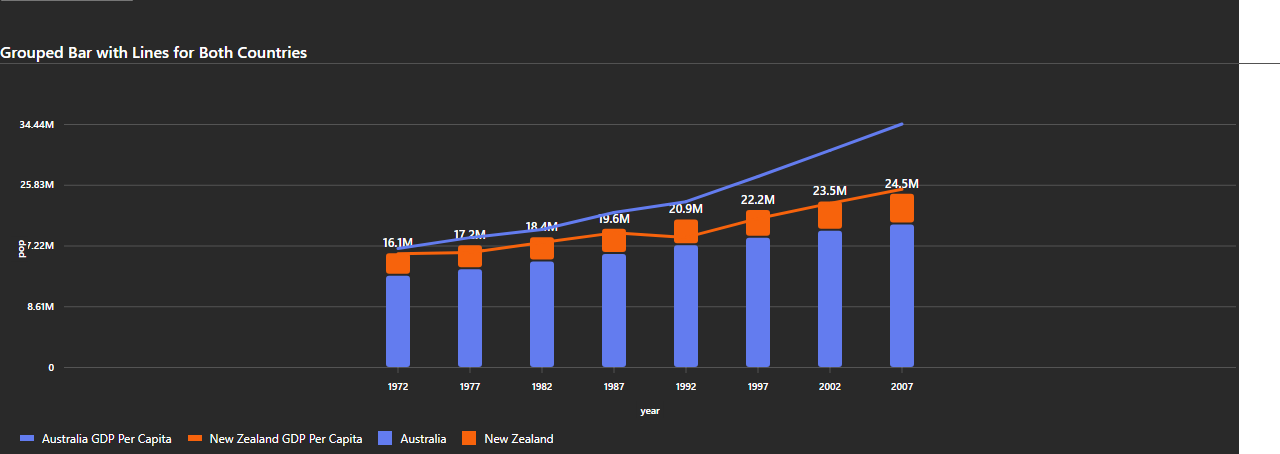 Grouped Bar with Lines for Both Countries
34.44M
25.83M
7.22M
8.61M
0
pop
16.1M
17.2M
18.4M
19.6M
20.9M
22.2M
23.5M
24.5M
1972 1977 1982 1987 1992 1997 2002 2007
year
Australia GDP Per Capita New Zealand GDP Per Capita Australia New Zealand